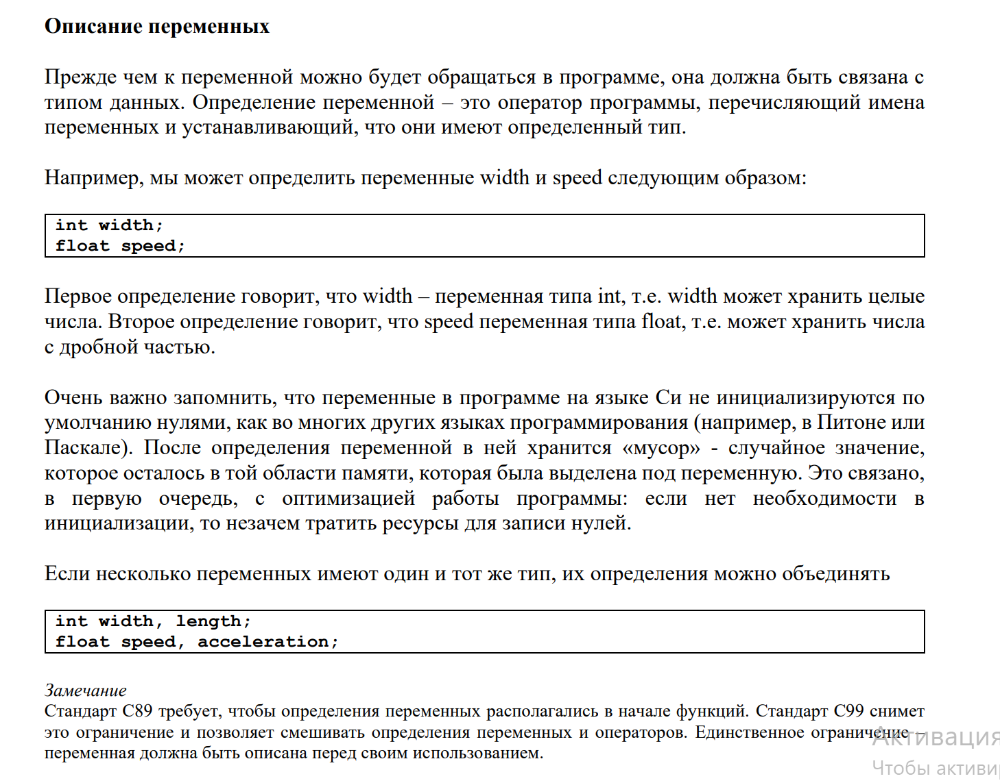 Описание переменных
Прежде чем к переменной можно будет обращаться в программе, она должна быть связана с
типом данных. Определение переменной – это оператор программы, перечисляющий имена
переменных и устанавливающий, что они имеют определенный тип.
Например, мы может определить переменные width и speed следующим образом:
int width;
float speed;
Первое определение говорит, что width – переменная типа int, т.е. width может хранить целые
числа. Второе определение говорит, что speed переменная типа float, т.е. может хранить числа
с дробной частью.
Очень важно запомнить, что переменные в программе на языке Си не инициализируются по
умолчанию нулями, как во многих других языках программирования (например, в Питоне или
Паскале). После определения переменной в ней хранится «мусор» - случайное значение,
которое осталось в той области памяти, которая была выделена под переменную. Это связано,
в первую очередь, с оптимизацией работы программы: если нет необходимости в
инициализации, то незачем тратить ресурсы для записи нулей.
Если несколько переменных имеют один и тот же тип, их определения можно объединять
int width, length;
float speed, acceleration;
Замечание
Стандарт C89 требует, чтобы определения переменных располагались в начале функций. Стандарт C99 снимет
это ограничение и позволяет смешивать определения переменных и операторов. Единственное ограничение –
переменная должна быть описана перед своим использованием.
Активация
Чтобы активи